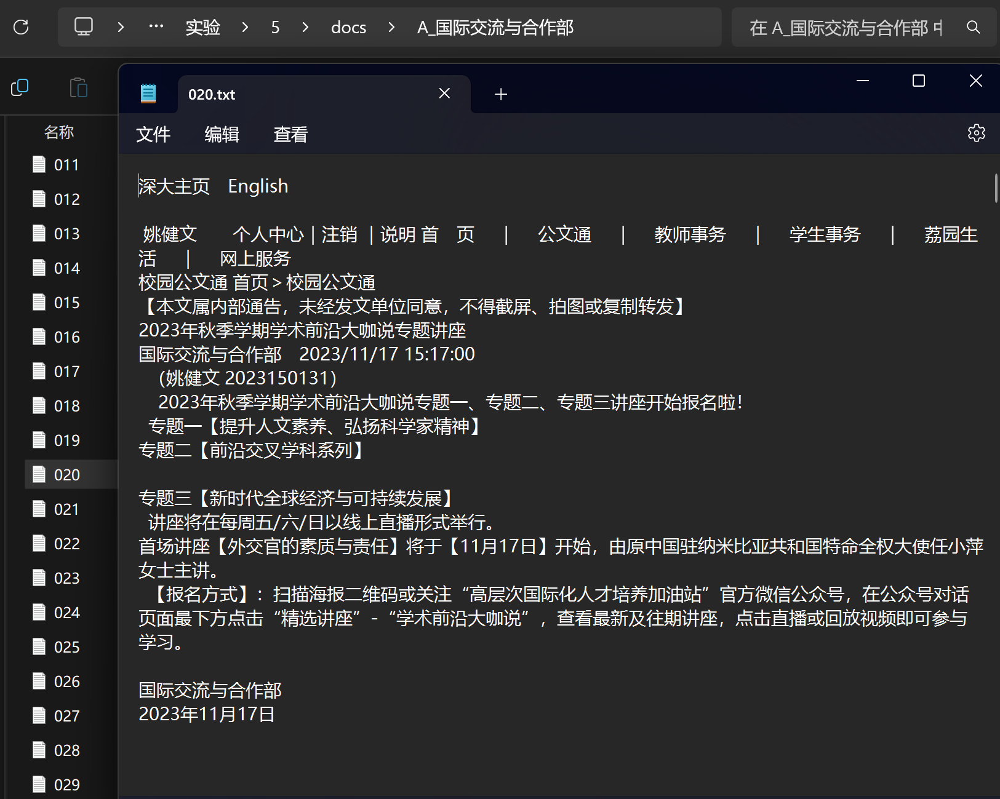 实验 5 docs A_国际交流与合作部
在 A_国际交流与合作部 中
020.txt
文件 编辑 查看
名称
011
012
013
014
015
016
017
018
019
020
021
022
023
024
025
026
027
028
029
深大主页 English
姚健文 个人中心 | 注销 | 说明 首 页 | 公文通 | 教师事务 | 学生事务 | 荔园生
活 | 网上服务
校园公文通 首页 > 校园公文通
【本文属内部通告，未经发文单位同意，不得截屏、拍图或复制转发】
2023年秋季学期学术前沿大咖说专题讲座
国际交流与合作部 2023/11/17 15:17:00
（姚健文 2023150131）
2023年秋季学期学术前沿大咖说专题一、专题二、专题三讲座开始报名啦！
专题一【提升人文素养、弘扬科学家精神】
专题二【前沿交叉学科系列】
专题三【新时代全球经济与可持续发展】
讲座将在每周五/六/日以线上直播形式举行。
首场讲座【外交官的素质与责任】将于【11月17日】开始，由原中国驻纳米比亚共和国特命全权大使任小萍
女士主讲。
【报名方式】：扫描海报二维码或关注“高层次国际化人才培养加油站”官方微信公众号，在公众号对话
页面最下方点击“精选讲座”-“学术前沿大咖说”，查看最新及往期讲座，点击直播或回放视频即可参与
学习。
国际交流与合作部
2023年11月17日